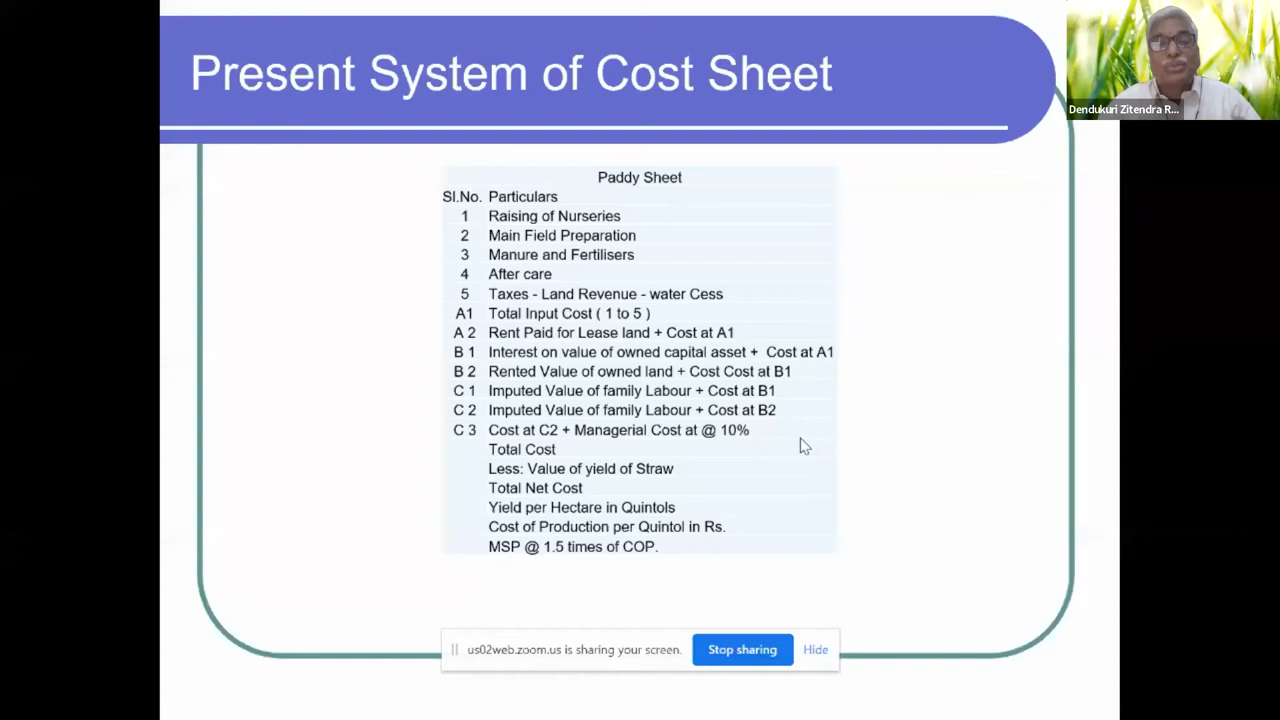 Present System of Cost Sheet
Dendukuri Zitendra R...
Paddy Sheet
Sl.No. Particulars
1 Raising of Nurseries
2 Main Field Preparation
3 Manure and Fertilisers
4 After care
5 Taxes - Land Revenue - water Cess
A1 Total Input Cost ( 1 to 5 )
A 2 Rent Paid for Lease land + Cost at A1
B 1 Interest on value of owned capital asset + Cost at A1
B 2 Rented Value of owned land + Cost Cost at B1
C 1 Imputed Value of family Labour + Cost at B1
C 2 Imputed Value of family Labour + Cost at B2
C 3 Cost at C2 + Managerial Cost at @ 10%
Total Cost
Less: Value of yield of Straw
Total Net Cost
Yield per Hectare in Quintols
Cost of Production per Quintol in Rs.
MSP @ 1.5 times of COP.
us02web.zoom.us is sharing your screen. Stop sharing Hide